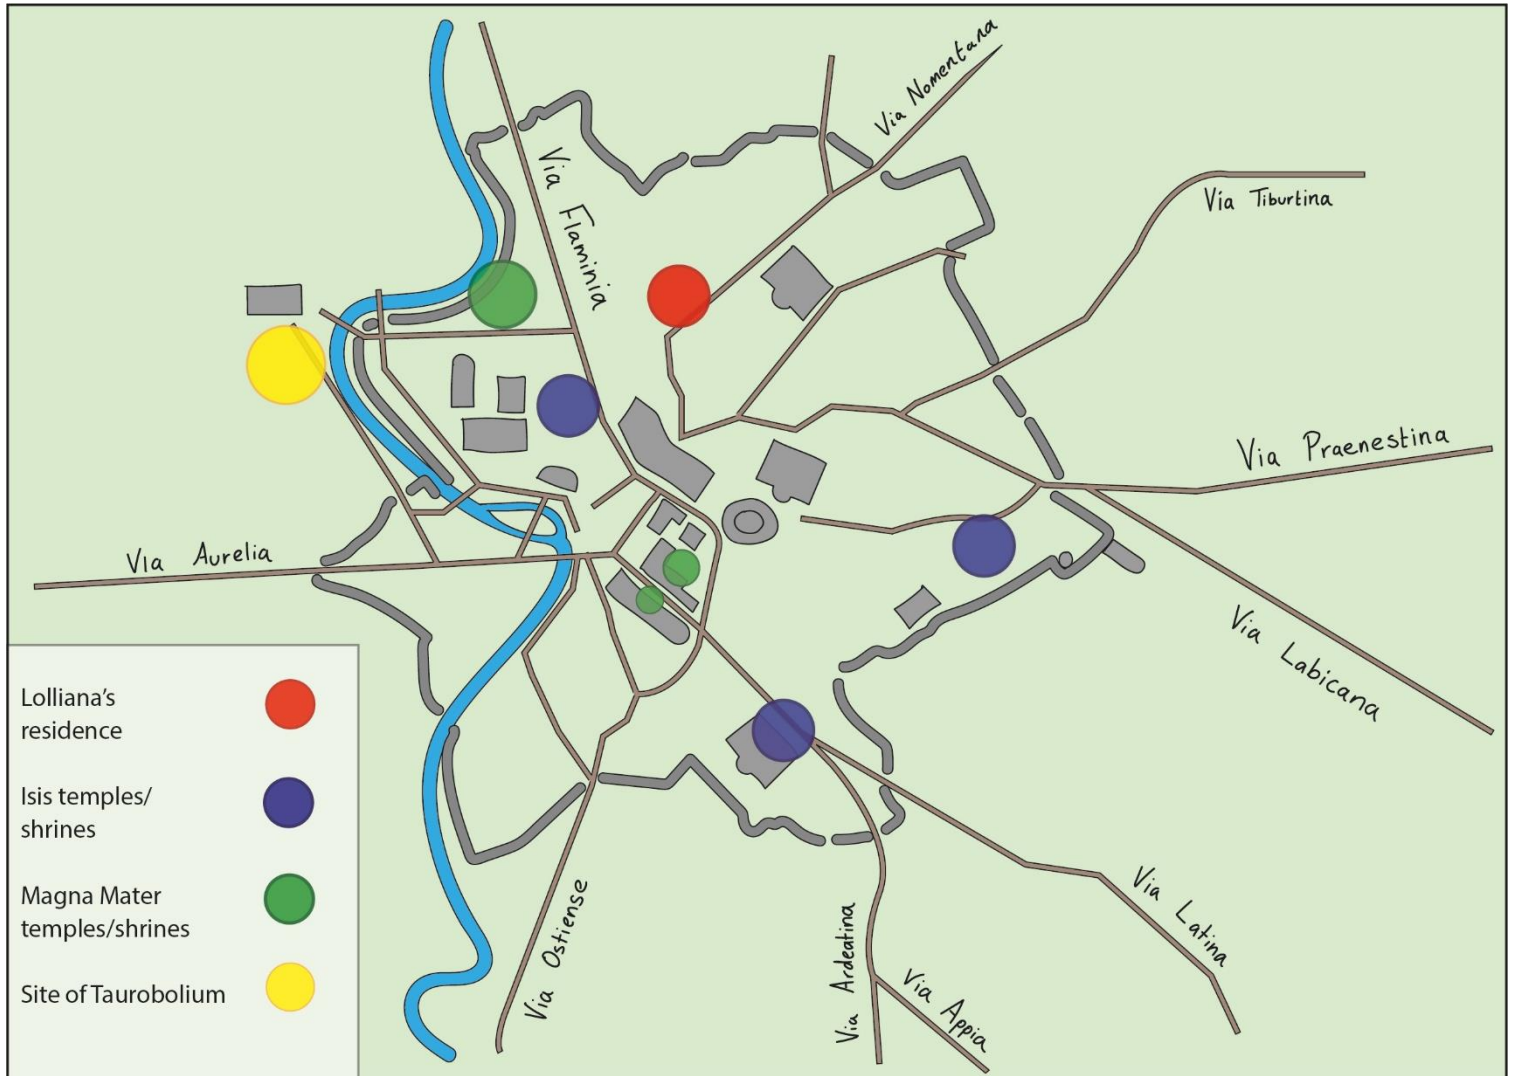 Via Nomentana
Via Flaminia
Via Tiburtina
Via Praenestina
Via Aurelia
Via Labicana
Via Latina
Via Ostiense
Via Ardeatina
Via Appia
Lolliana's
residence
Isis temples/
shrines
Magna Mater
temples/shrines
Site of Taurobolium